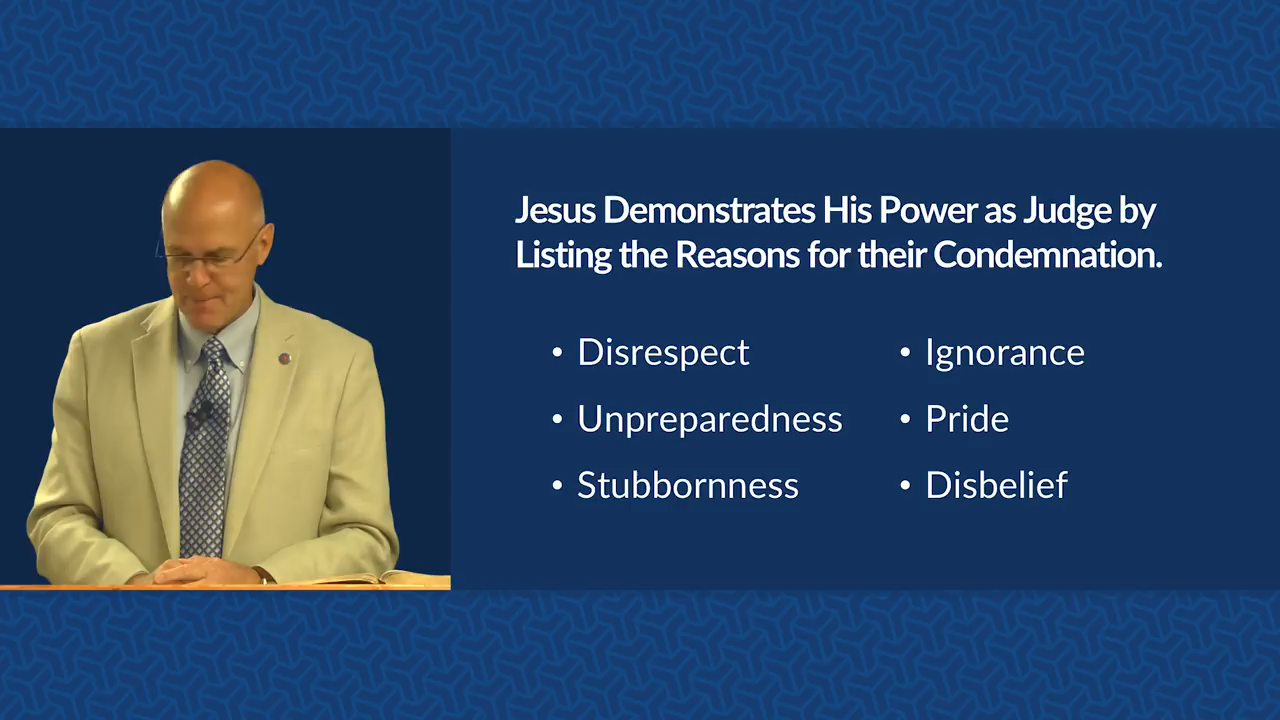 Jesus Demonstrates His Power as Judge by
Listing the Reasons for their Condemnation.
• Disrespect
• Unpreparedness
• Stubbornness
• Ignorance
• Pride
• Disbelief